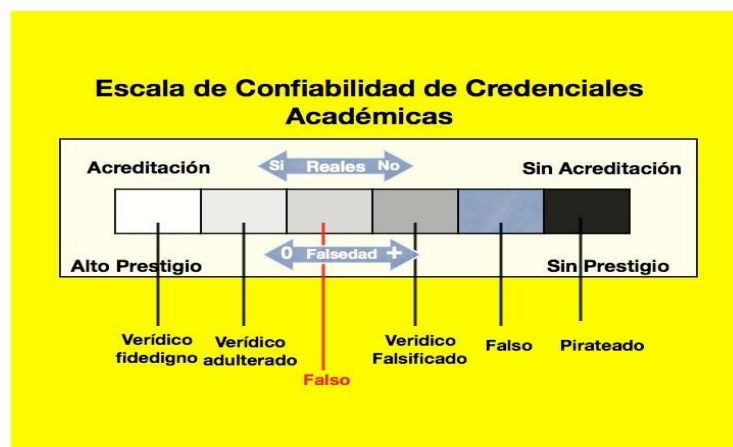 Escala de Confiabilidad de Credenciales
Académicas
Acreditación
Si Reales No
Sin Acreditación
0 Falsedad +
Alto Prestigio
Sin Prestigio
Verídico
fidedigno
Verídico
adulterado
Falso
Veridico
Falsificado
Falso
Pirateado